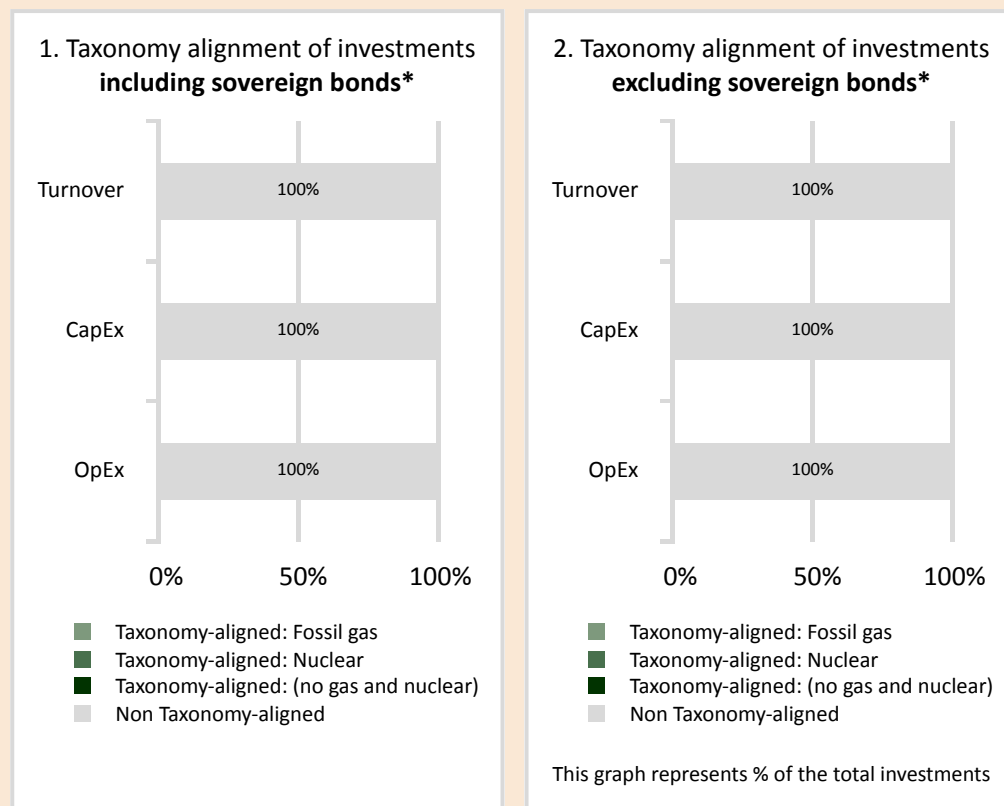 1. Taxonomy alignment of investments
including sovereign bonds*
Turnover
100%
CapEx
100%
OpEx
100%
0% 50% 100%
Taxonomy-aligned: Fossil gas
Taxonomy-aligned: Nuclear
Taxonomy-aligned: (no gas and nuclear)
Non Taxonomy-aligned
2. Taxonomy alignment of investments
excluding sovereign bonds*
Turnover
100%
CapEx
100%
OpEx
100%
0% 50% 100%
Taxonomy-aligned: Fossil gas
Taxonomy-aligned: Nuclear
Taxonomy-aligned: (no gas and nuclear)
Non Taxonomy-aligned
This graph represents % of the total investments